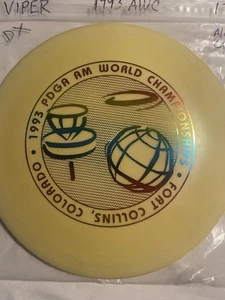 VIPER 1993 AWC
DX
1993 PDGA AM WORLD CHAMPIONSHIPS • FORT COLLINS, COLORADO •